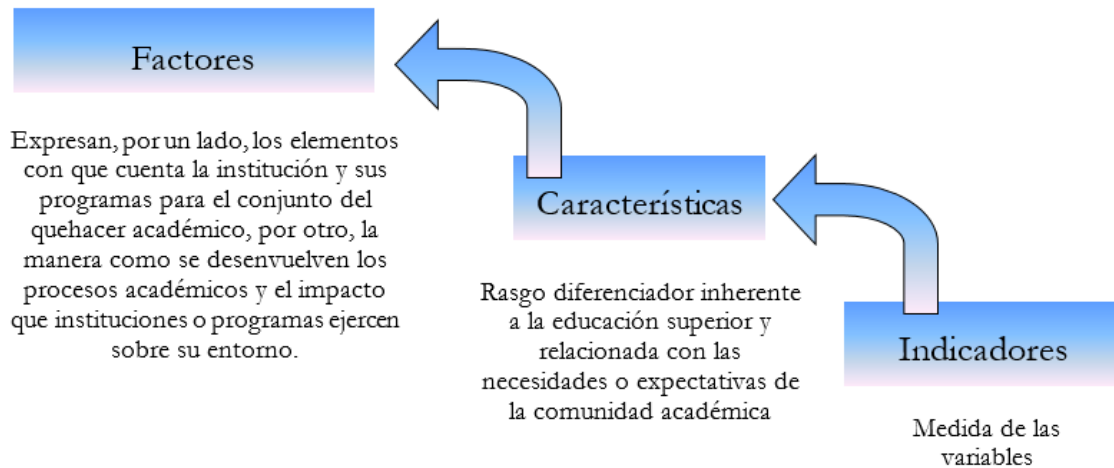 Factores
Expresan, por un lado, los elementos
con que cuenta la institución y sus
programas para el conjunto del
quehacer académico, por otro, la
manera como se desenvuelven los
procesos académicos y el impacto
que instituciones o programas ejercen
sobre su entorno.
Característícas
Rasgo diferenciador inherente
a la educación superior y
relacionada con las
necesidades o expectativas de
la comunidad académica
Indicadores
Medida de las
variables